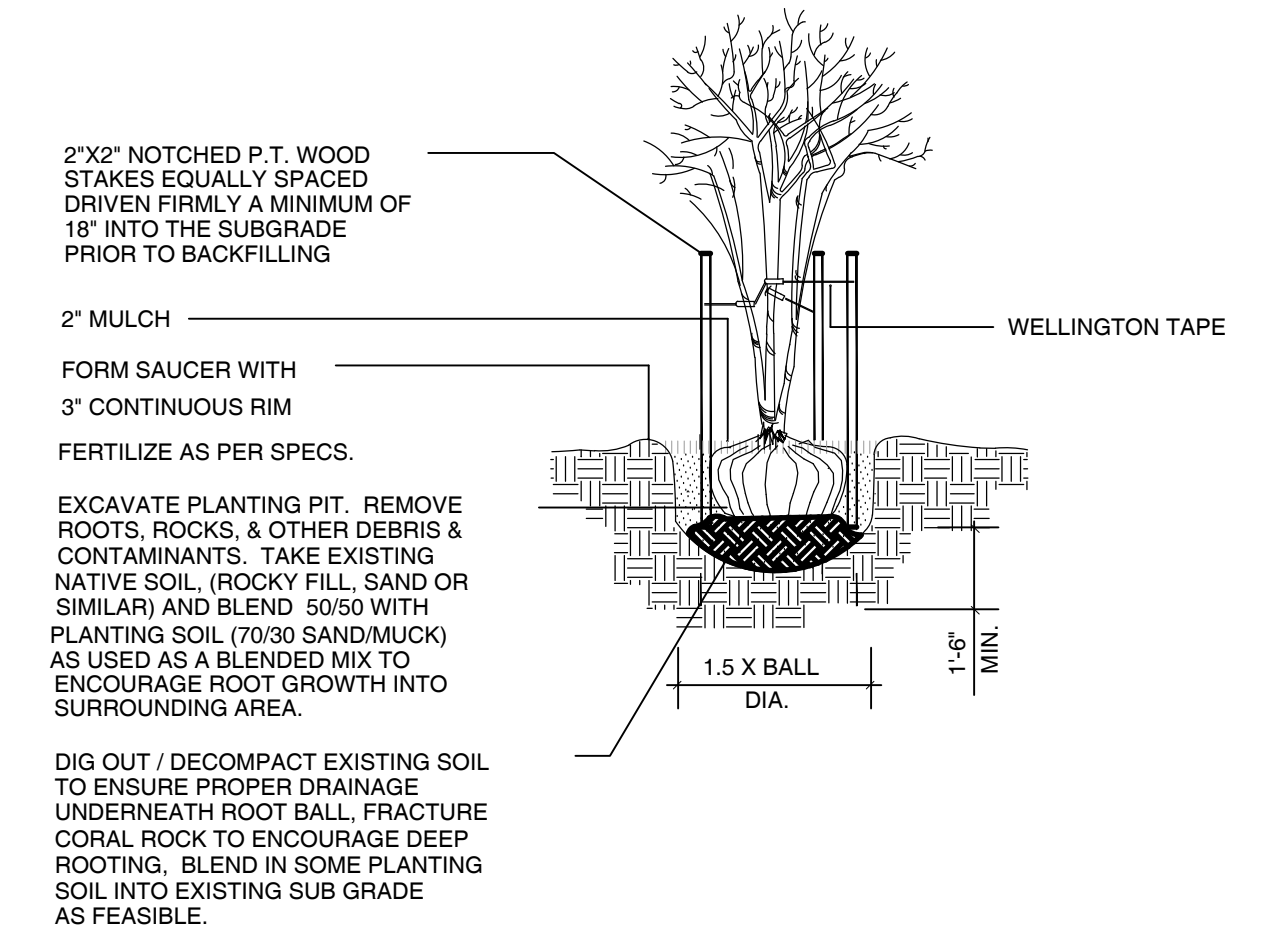 2"X2" NOTCHED P.T. WOOD
STAKES EQUALLY SPACED
DRIVEN FIRMLY A MINIMUM OF
18" INTO THE SUBGRADE
PRIOR TO BACKFILLING
2" MULCH
WELLINGTON TAPE
FORM SAUCER WITH
3" CONTINUOUS RIM
FERTILIZE AS PER SPECS.
EXCAVATE PLANTING PIT. REMOVE
ROOTS, ROCKS, & OTHER DEBRIS &
CONTAMINANTS. TAKE EXISTING
NATIVE SOIL, (ROCKY FILL, SAND OR
SIMILAR) AND BLEND 50/50 WITH
PLANTING SOIL (70/30 SAND/MUCK)
AS USED AS A BLENDED MIX TO
ENCOURAGE ROOT GROWTH INTO
SURROUNDING AREA.
1.5 X BALL
DIA.
1'-6"
MIN.
DIG OUT / DECOMPACT EXISTING SOIL
TO ENSURE PROPER DRAINAGE
UNDERNEATH ROOT BALL, FRACTURE
CORAL ROCK TO ENCOURAGE DEEP
ROOTING, BLEND IN SOME PLANTING
SOIL INTO EXISTING SUB GRADE
AS FEASIBLE.